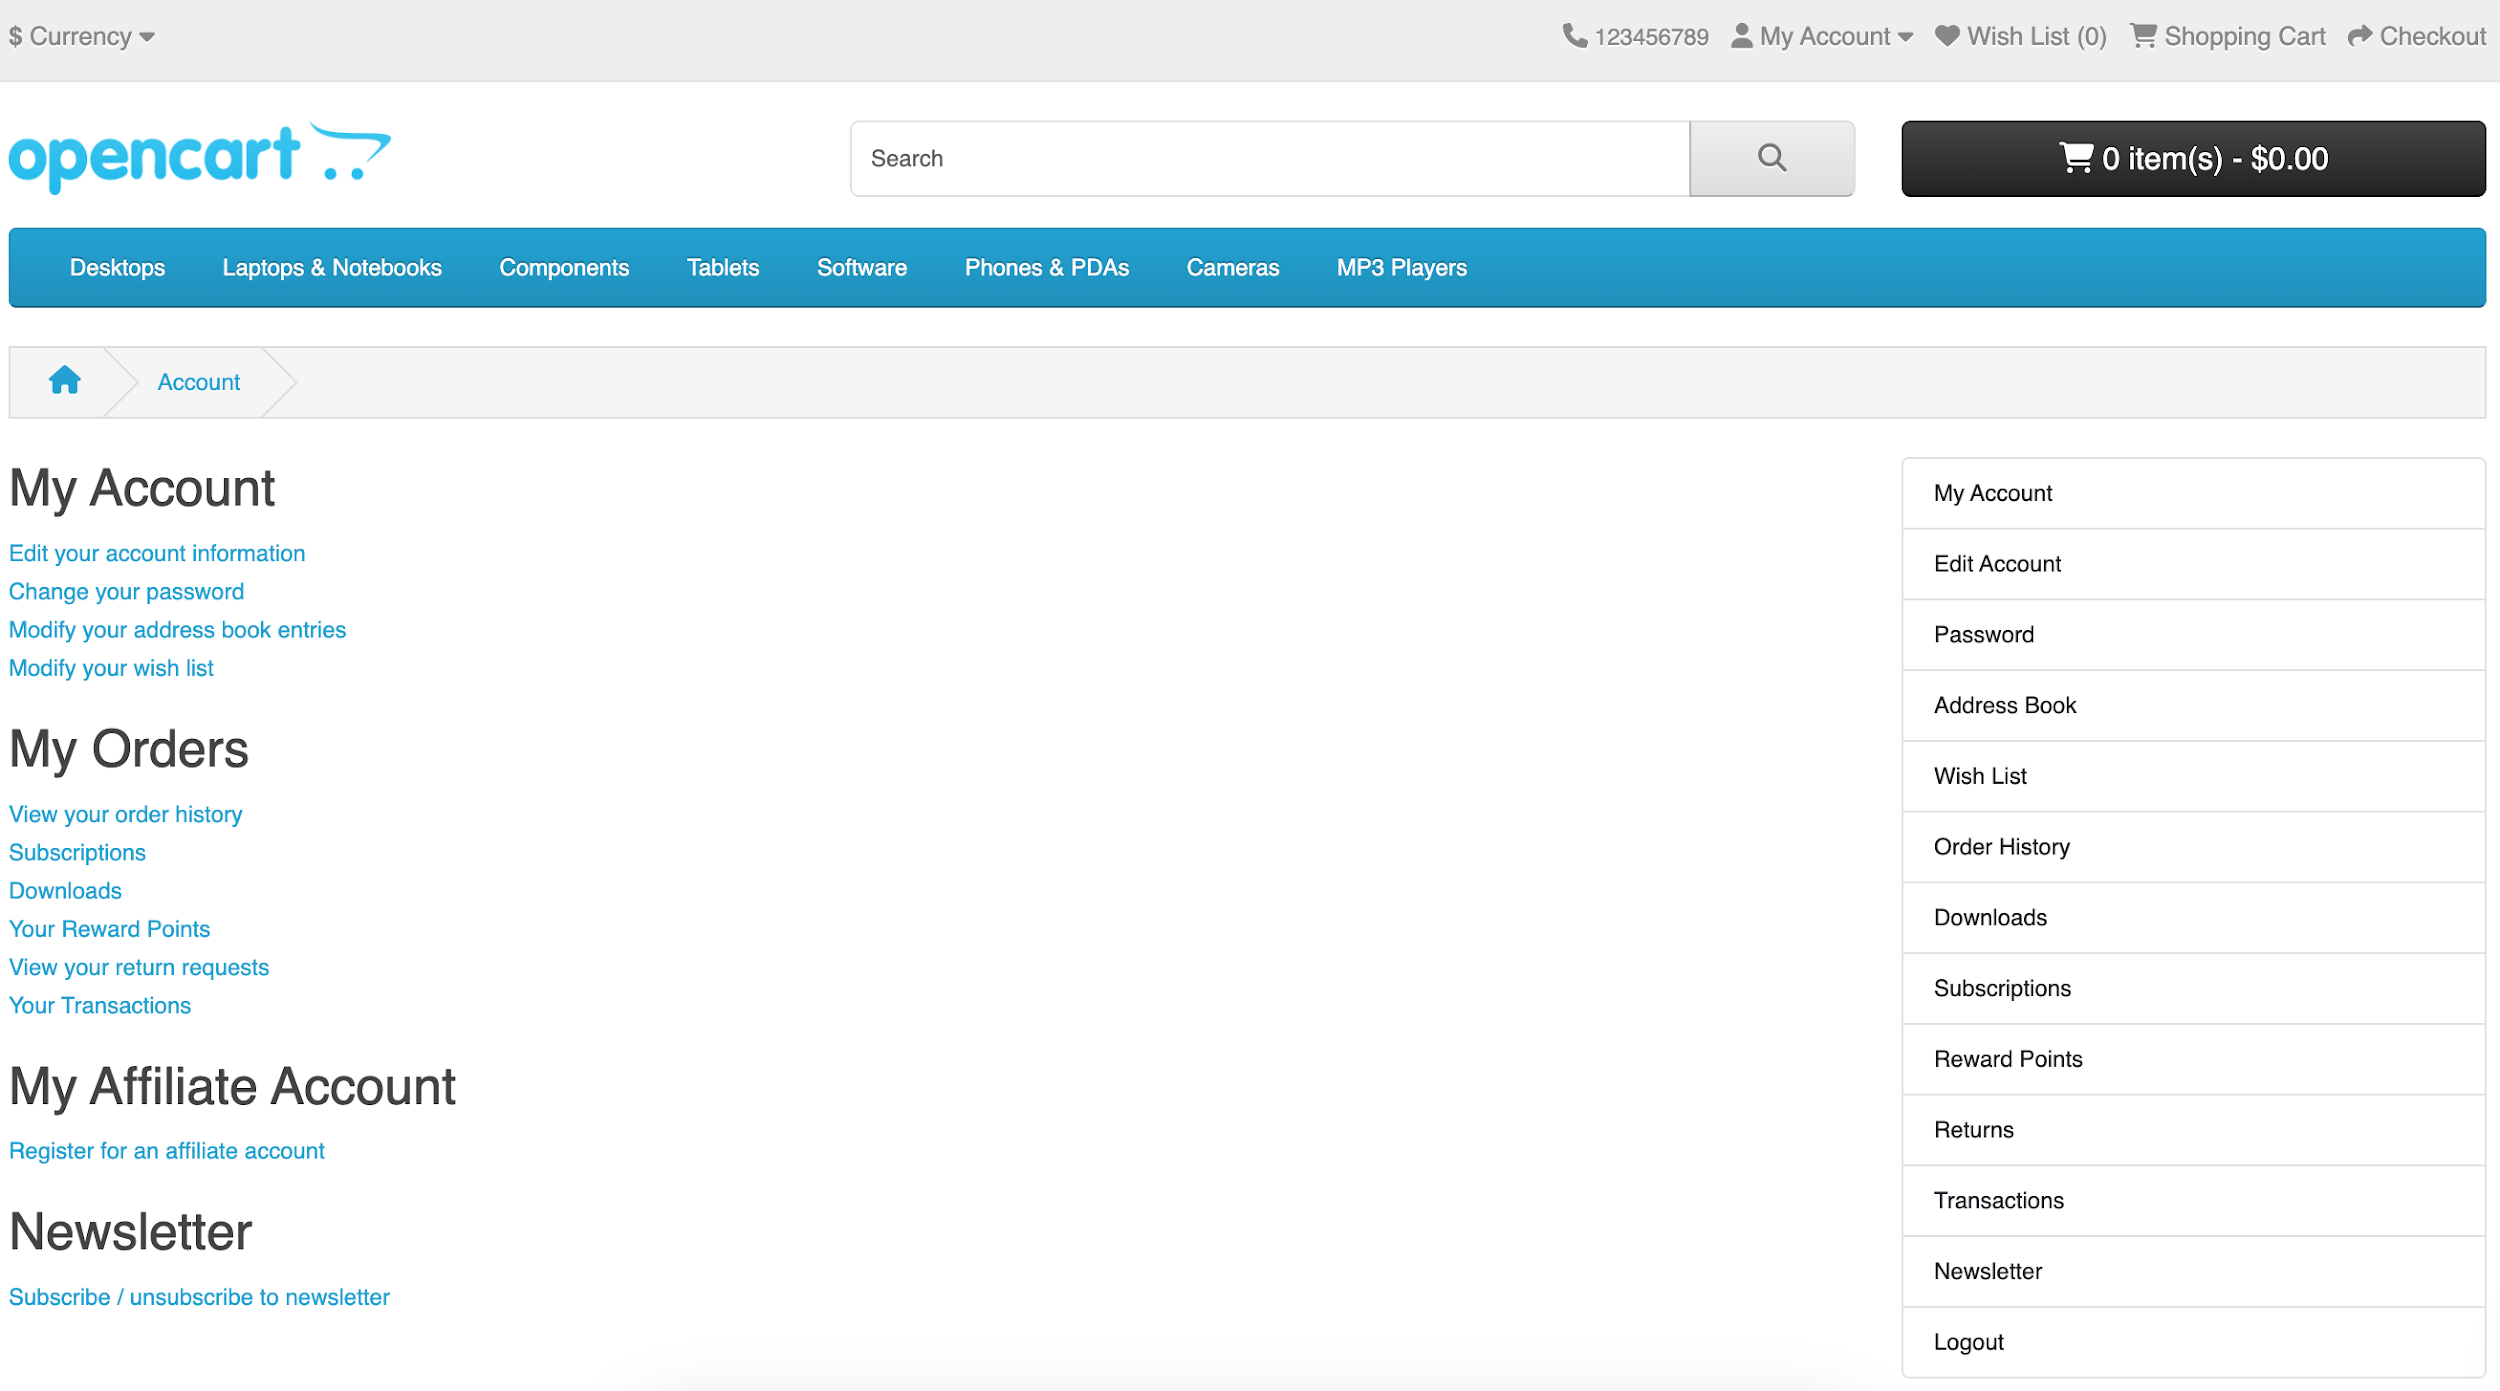 $ Currency
123456789 My Account Wish List (0) Shopping Cart Checkout
opencart
Search
0 item(s) - $0.00
Desktops Laptops & Notebooks Components Tablets Software Phones & PDAs Cameras MP3 Players
Account
My Account
Edit your account information
Change your password
Modify your address book entries
Modify your wish list
My Orders
View your order history
Subscriptions
Downloads
Your Reward Points
View your return requests
Your Transactions
My Affiliate Account
Register for an affiliate account
Newsletter
Subscribe / unsubscribe to newsletter
My Account
Edit Account
Password
Address Book
Wish List
Order History
Downloads
Subscriptions
Reward Points
Returns
Transactions
Newsletter
Logout